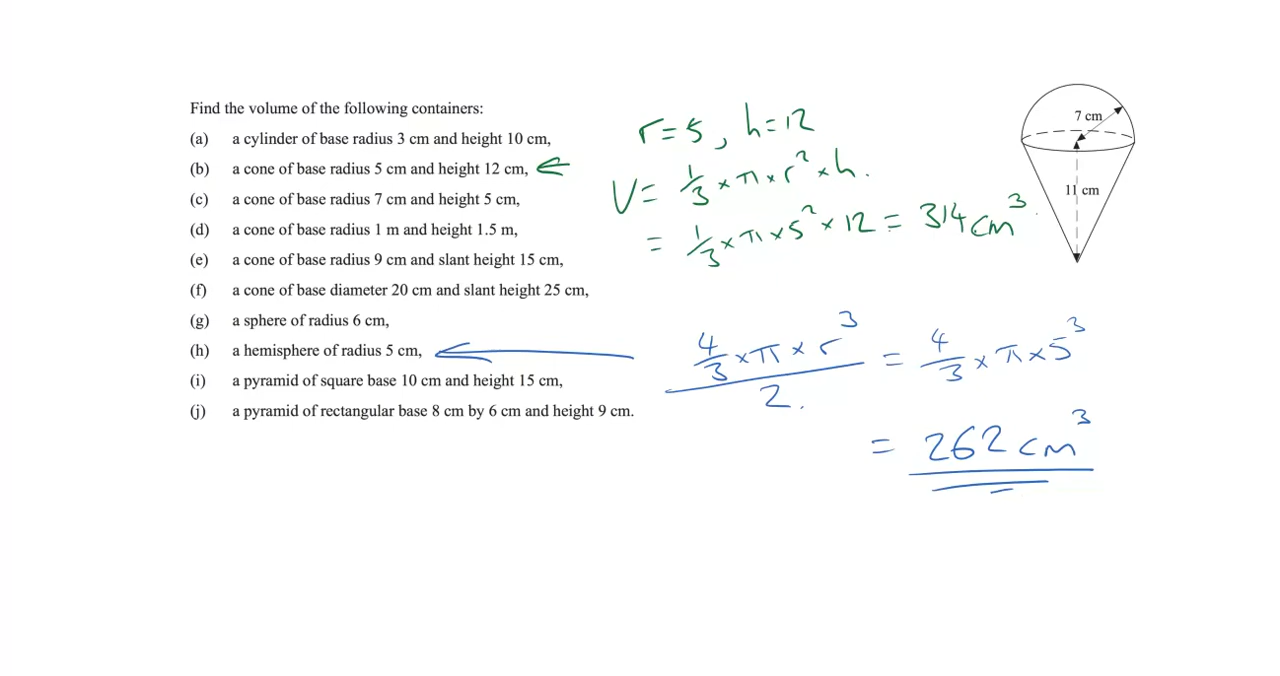 Find the volume of the following containers:
(a) a cylinder of base radius 3 cm and height 10 cm,
(b) a cone of base radius 5 cm and height 12 cm,
(c) a cone of base radius 7 cm and height 5 cm,
(d) a cone of base radius 1 m and height 1.5 m,
(e) a cone of base radius 9 cm and slant height 15 cm,
(f) a cone of base diameter 20 cm and slant height 25 cm,
(g) a sphere of radius 6 cm,
(h) a hemisphere of radius 5 cm,
(i) a pyramid of square base 10 cm and height 15 cm,
(j) a pyramid of rectangular base 8 cm by 6 cm and height 9 cm.
r=5, h=12
V= 1/3 × π × r² × h.
= 1/3 × π × 5² × 12 = 314 cm³.
7 cm
11 cm
4/3 × π × r³ / 2. = 4/3 × π × 5³
= 262 cm³